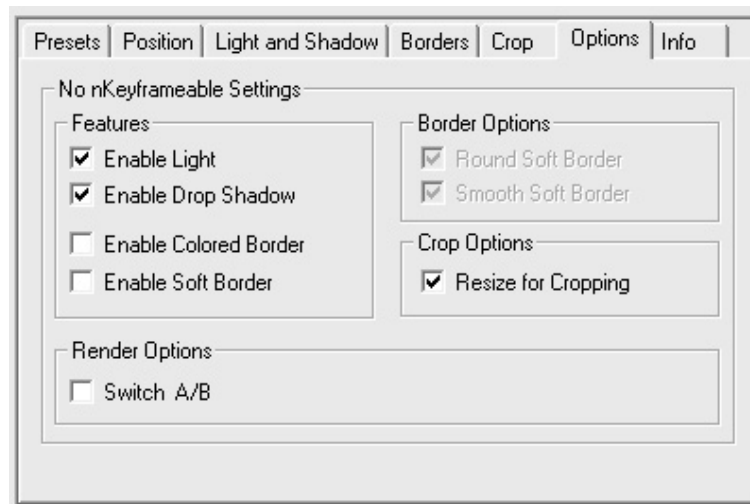 Presets Position Light and Shadow Borders Crop Options Info
No nKeyframeable Settings
Features
Enable Light
Enable Drop Shadow
Enable Colored Border
Enable Soft Border
Border Options
Round Soft Border
Smooth Soft Border
Crop Options
Resize for Cropping
Render Options
Switch A/B